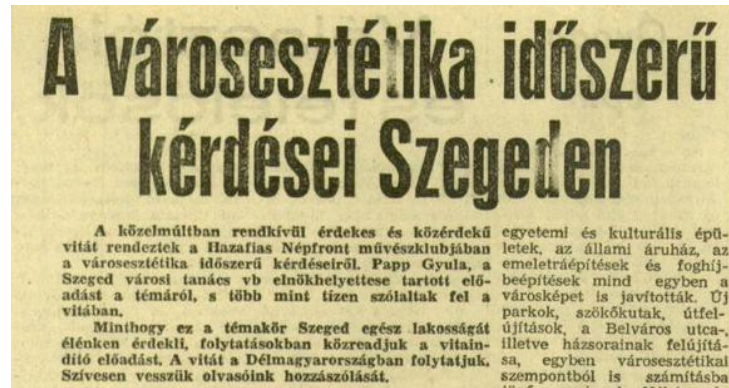 A városesztétika időszerű
kérdései Szegeden
A közelmúltban rendkívül érdekes és közérdekű
vitát rendeztek a Hazafias Népfront művészklubjában
a városesztétika időszerű kérdéseiről. Papp Gyula, a
Szeged városi tanács vb elnökhelyettese tartott elő-
adást a témáról, s több mint tizen szólaltak fel a
vitában.
Minthogy ez a témakör Szeged egész lakosságát
élénken érdekli, folytatásokban közreadjuk a vitain-
dító előadást. A vitát a Délmagyarországban folytatjuk.
Szívesen vesszük olvasóink hozzászólását.
egyetemi és kulturális épü-
letek, az állami áruház, az
emeletráépítések és foghíj-
beépítések mind egyben a
városképet is javították. Új
parkok, szökőkutak, útfel-
újítások, a Belváros utca-,
illetve házsorainak felújítá-
sa, egyben városesztétikai
szempontból is számításba